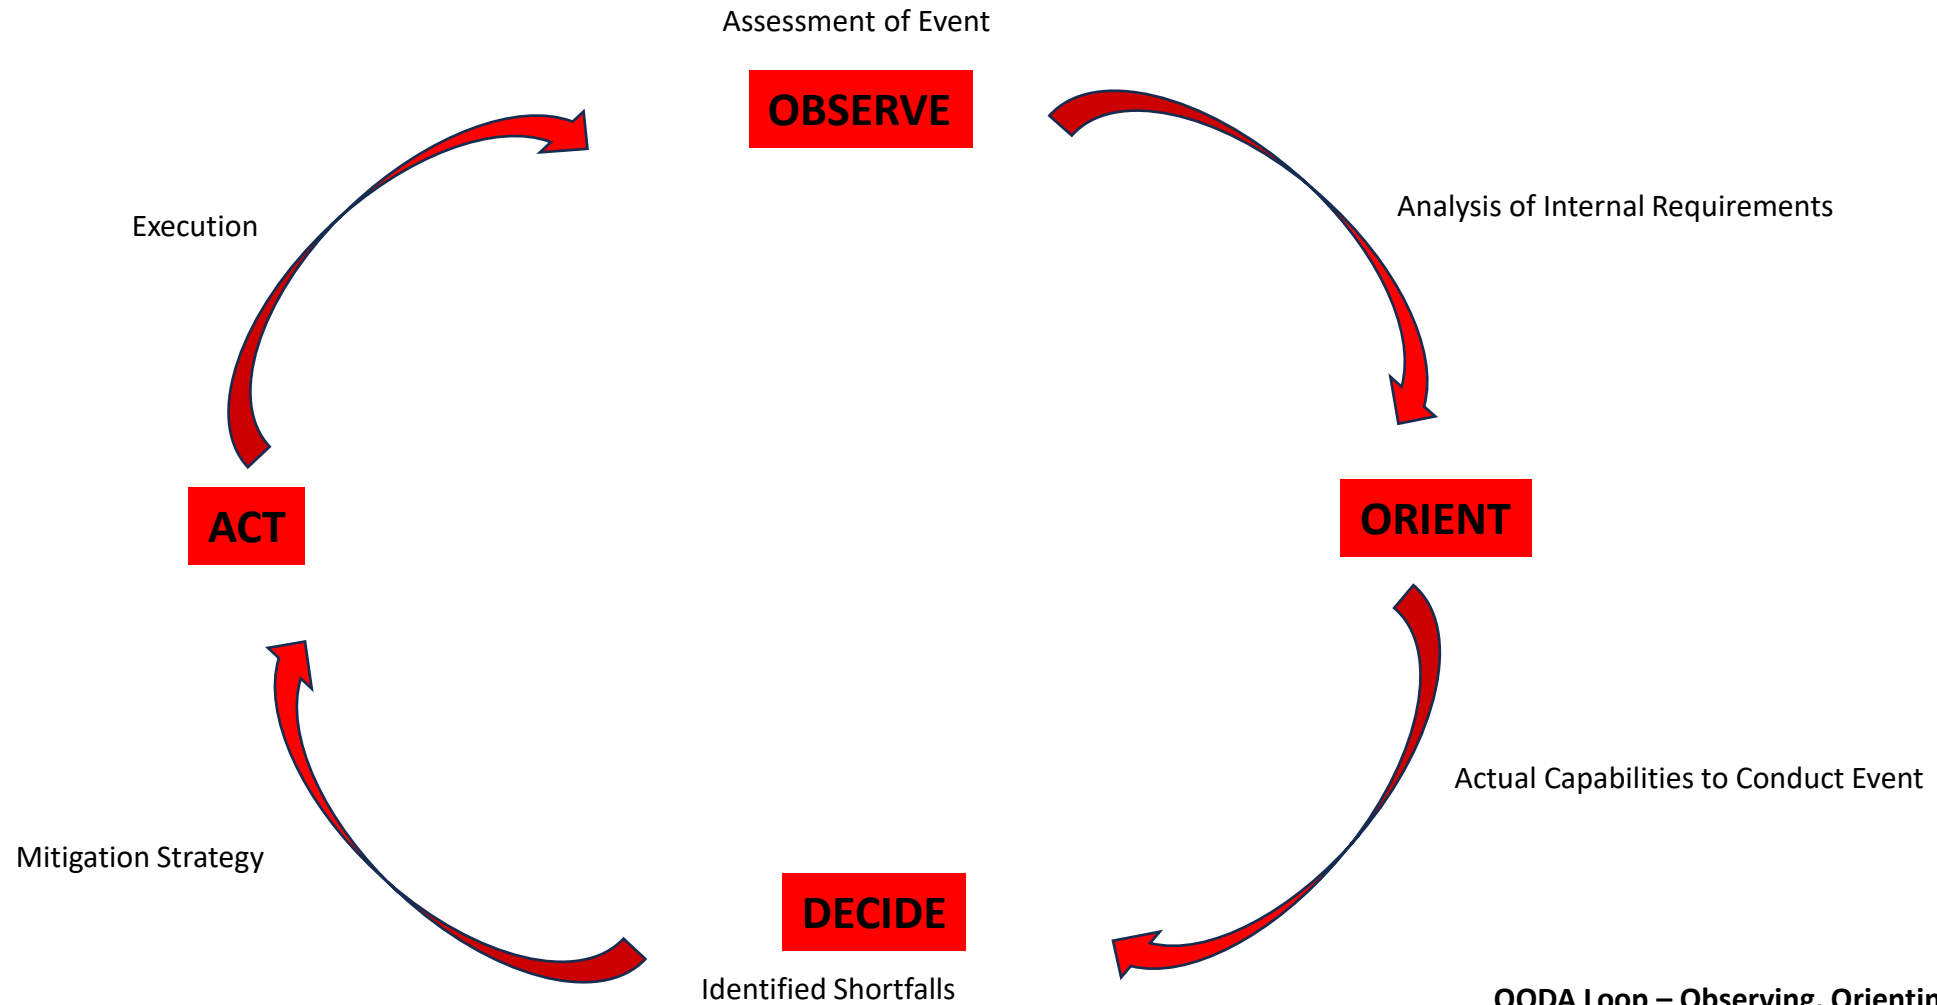 Assessment of Event
OBSERVE
Execution
Analysis of Internal Requirements
ACT
ORIENT
Actual Capabilities to Conduct Event
Mitigation Strategy
DECIDE
Identified Shortfalls
OODA Loop – Observing, Orientin